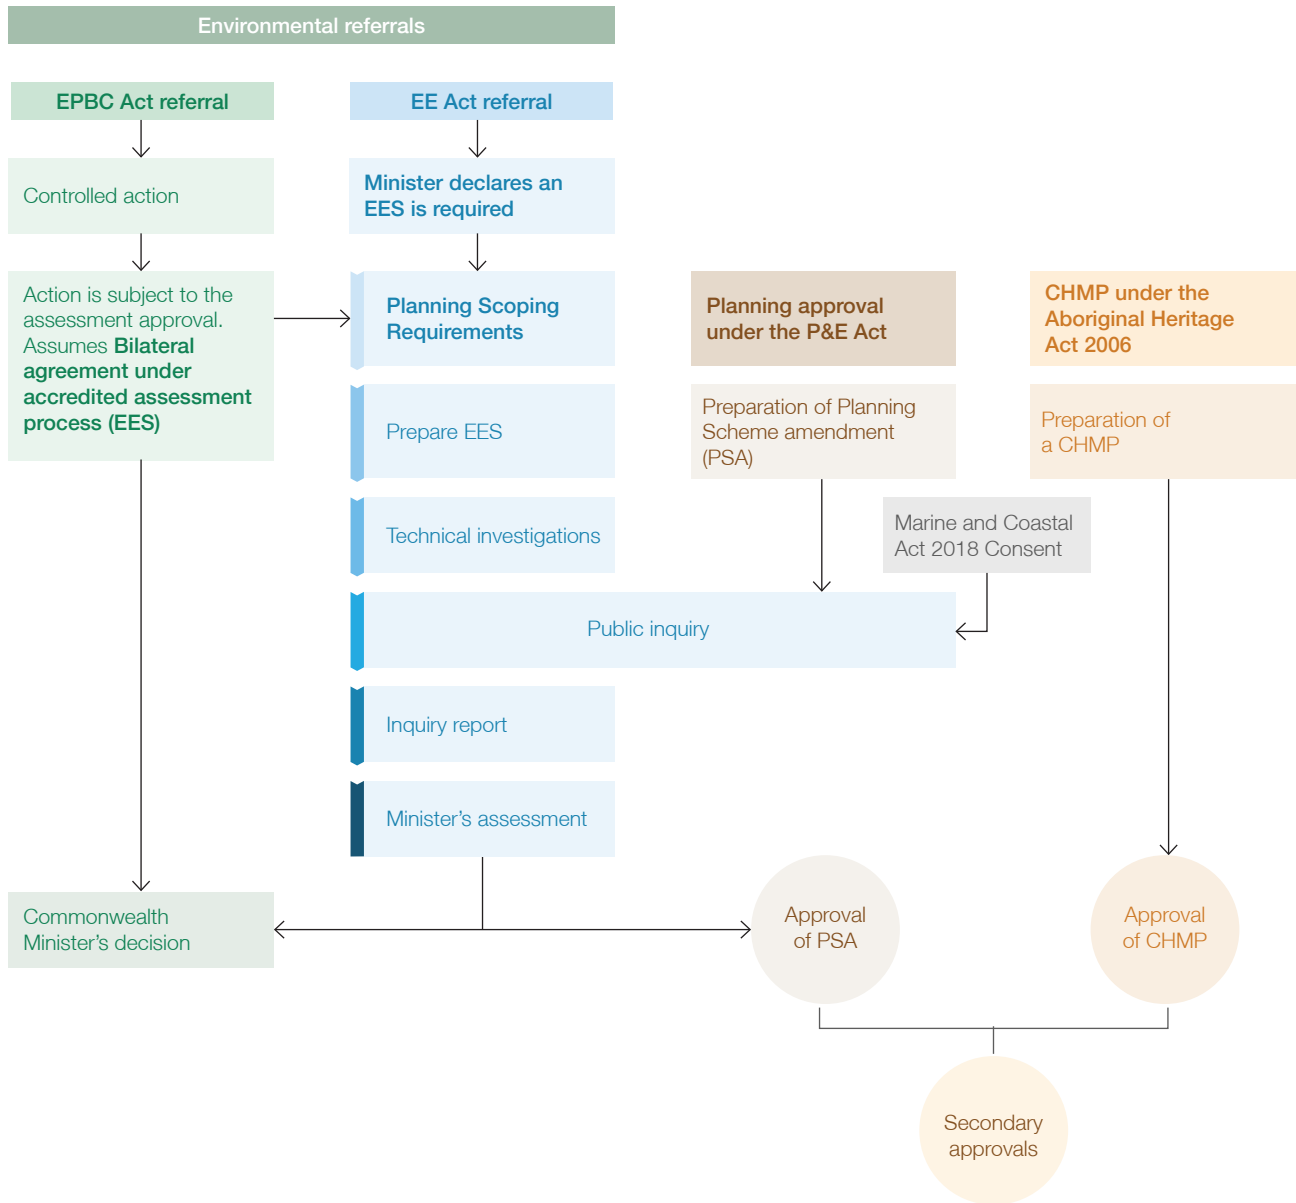 Environmental referrals
EPBC Act referral
EE Act referral
Controlled action
Minister declares an
EES is required
Action is subject to the
assessment approval.
Assumes Bilateral
agreement under
accredited assessment
process (EES)
Planning Scoping
Requirements
Planning approval
under the P&E Act
CHMP under the
Aboriginal Heritage
Act 2006
Prepare EES
Preparation of Planning
Scheme amendment
(PSA)
Preparation of
a CHMP
Technical investigations
Marine and Coastal
Act 2018 Consent
Public inquiry
Inquiry report
Minister’s assessment
Commonwealth
Minister’s decision
Approval
of PSA
Approval
of CHMP
Secondary
approvals